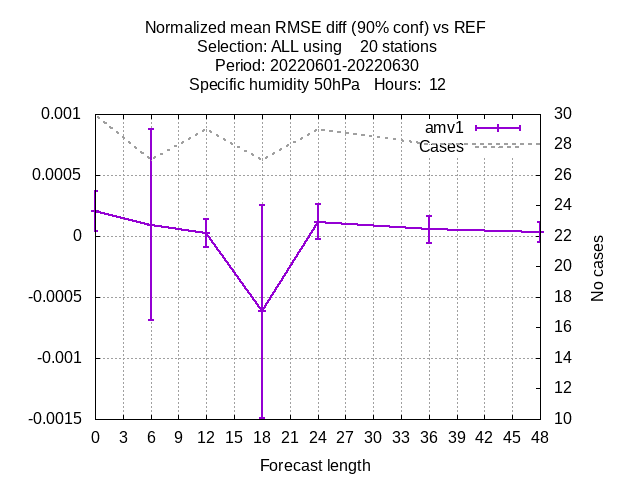 Normalized mean RMSE diff (90% conf) vs REF
Selection: ALL using    20 stations
Period: 20220601-20220630
Specific humidity 50hPa   Hours:  12
0.001
0.0005
0
-0.0005
-0.001
-0.0015
30
28
26
24
22
20
18
16
14
12
10
amv1
Cases
No cases
0 3 6 9 12 15 18 21 24 27 30 33 36 39 42 45 48
Forecast length